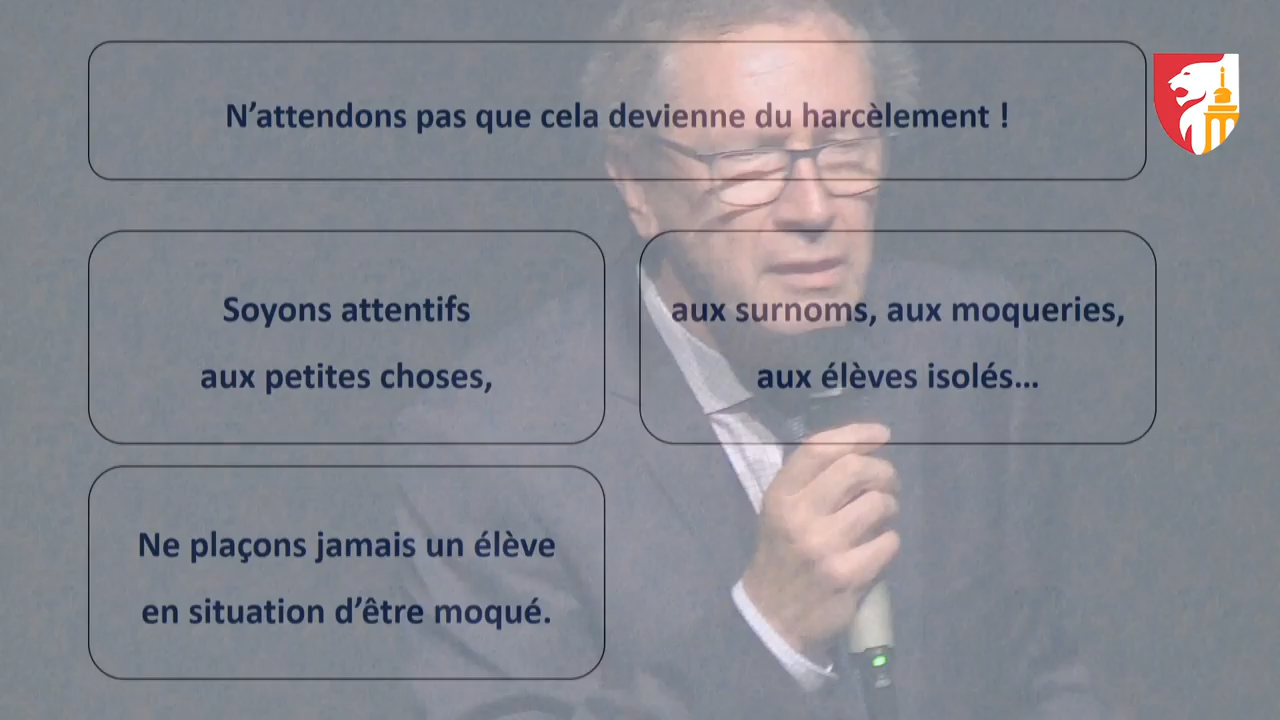 N’attendons pas que cela devienne du harcèlement !
Soyons attentifs
aux petites choses,
aux surnoms, aux moqueries,
aux élèves isolés…
Ne plaçons jamais un élève
en situation d’être moqué.